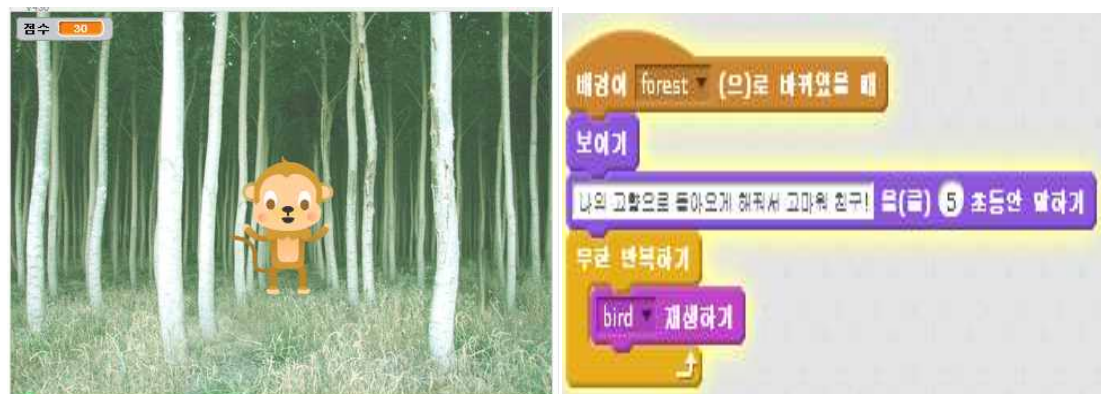 점수 30
배경이 forest (으)로 바뀌었을 때
보이기
나의 고향으로 돌아오게 해줘서 고마워 친구! 을(를) 5 초동안 말하기
무한 반복하기
bird 재생하기